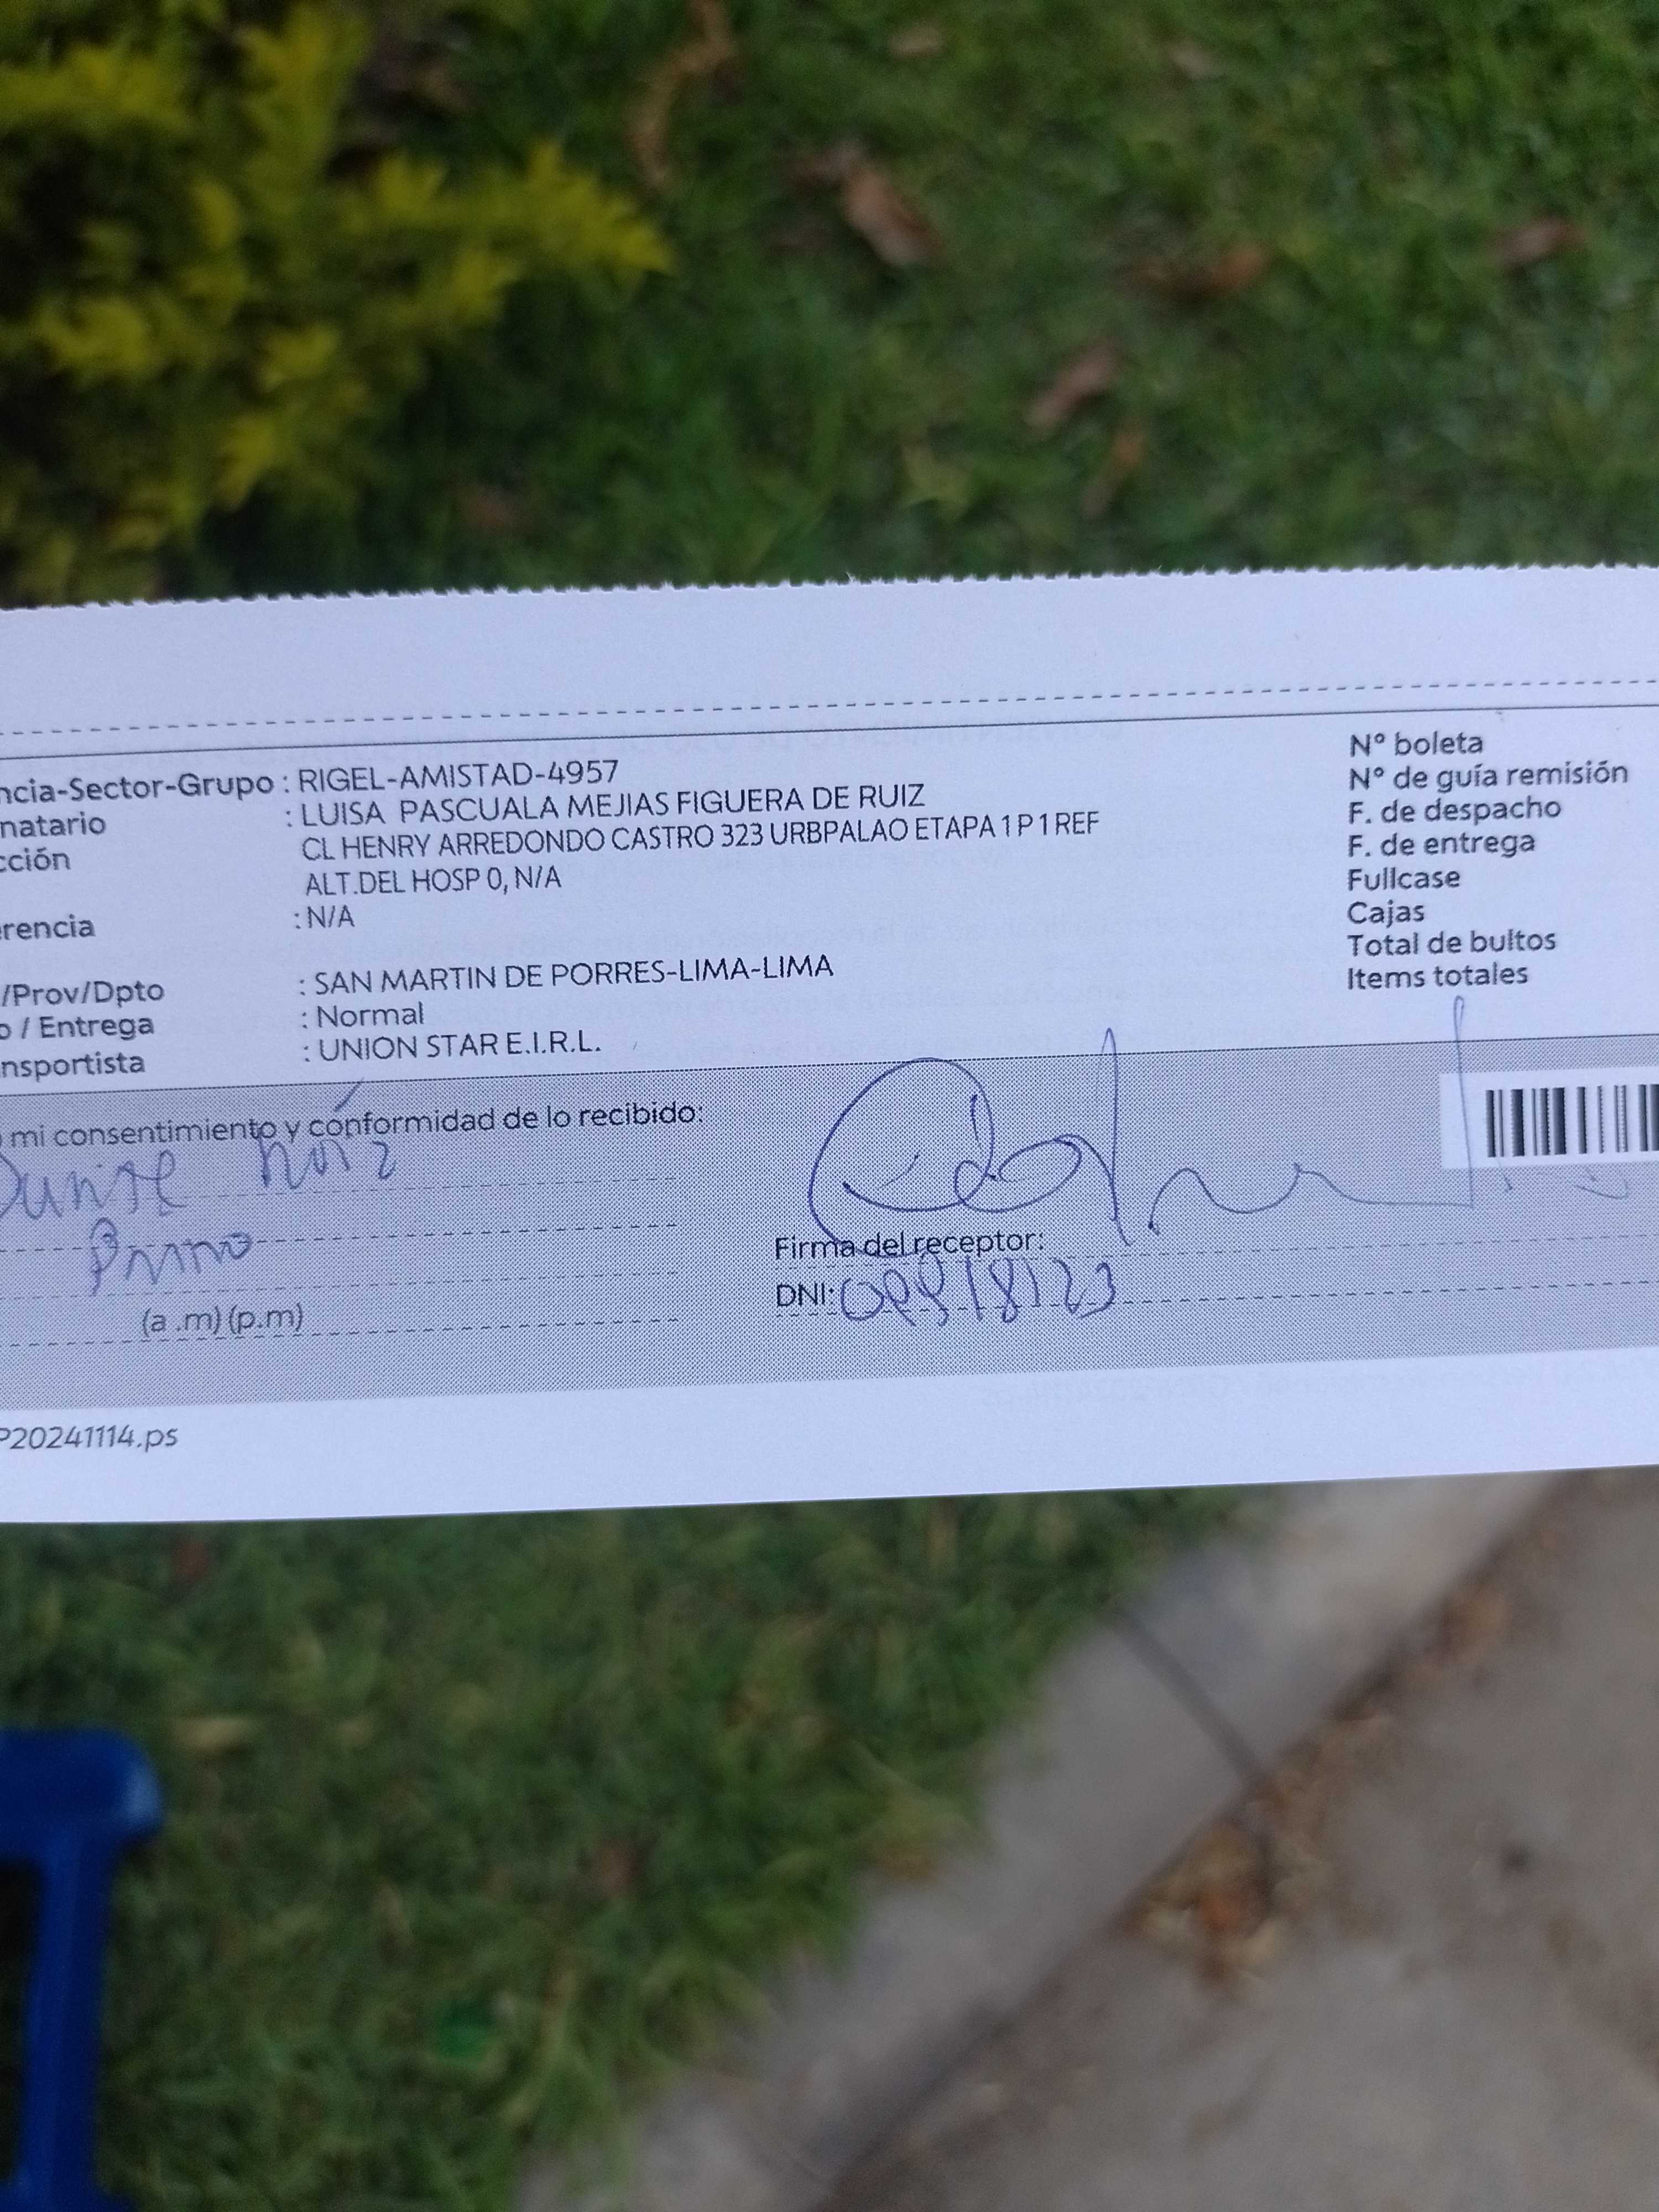 ncia-Sector-Grupo : RIGEL-AMISTAD-4957
natario : LUISA PASCUALA MEJIAS FIGUERA DE RUIZ
cción CL HENRY ARREDONDO CASTRO 323 URBPALAO ETAPA 1 P 1 REF
ALT.DEL HOSP 0, N/A
erencia : N/A
/Prov/Dpto : SAN MARTIN DE PORRES-LIMA-LIMA
o / Entrega : Normal
nsportista : UNION STAR E.I.R.L.
N° boleta
N° de guía remisión
F. de despacho
F. de entrega
Fullcase
Cajas
Total de bultos
Items totales
o mi consentimiento y conformidad de lo recibido:
Ruiz
(a .m) (p.m)
Firma del receptor:
DNI:
P20241114.ps